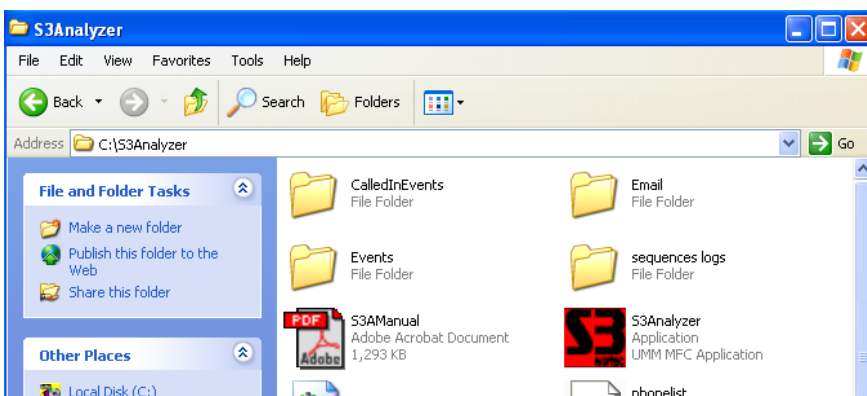 S3Analyzer
File Edit View Favorites Tools Help
Back Search Folders
Address C:\S3Analyzer Go
File and Folder Tasks
Make a new folder
Publish this folder to the
Web
Share this folder
Other Places
Local Disk (C:)
CalledInEvents
File Folder
Email
File Folder
Events
File Folder
sequences logs
File Folder
PDF
Adobe
S3AManual
Adobe Acrobat Document
1,293 KB
S3
S3Analyzer
Application
UMM MFC Application
phonelist